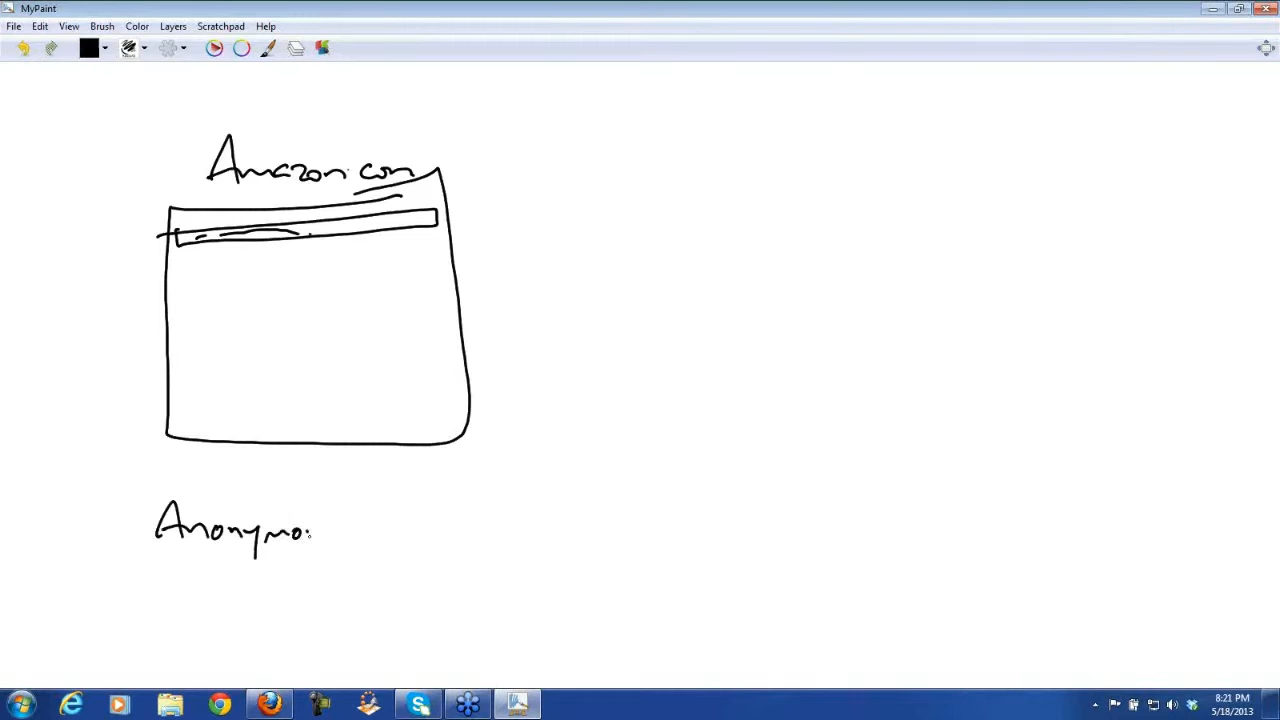 MyPaint
File Edit View Brush Color Layers Scratchpad Help
Amazon.com
Anonymo
8:21 PM
5/18/2013